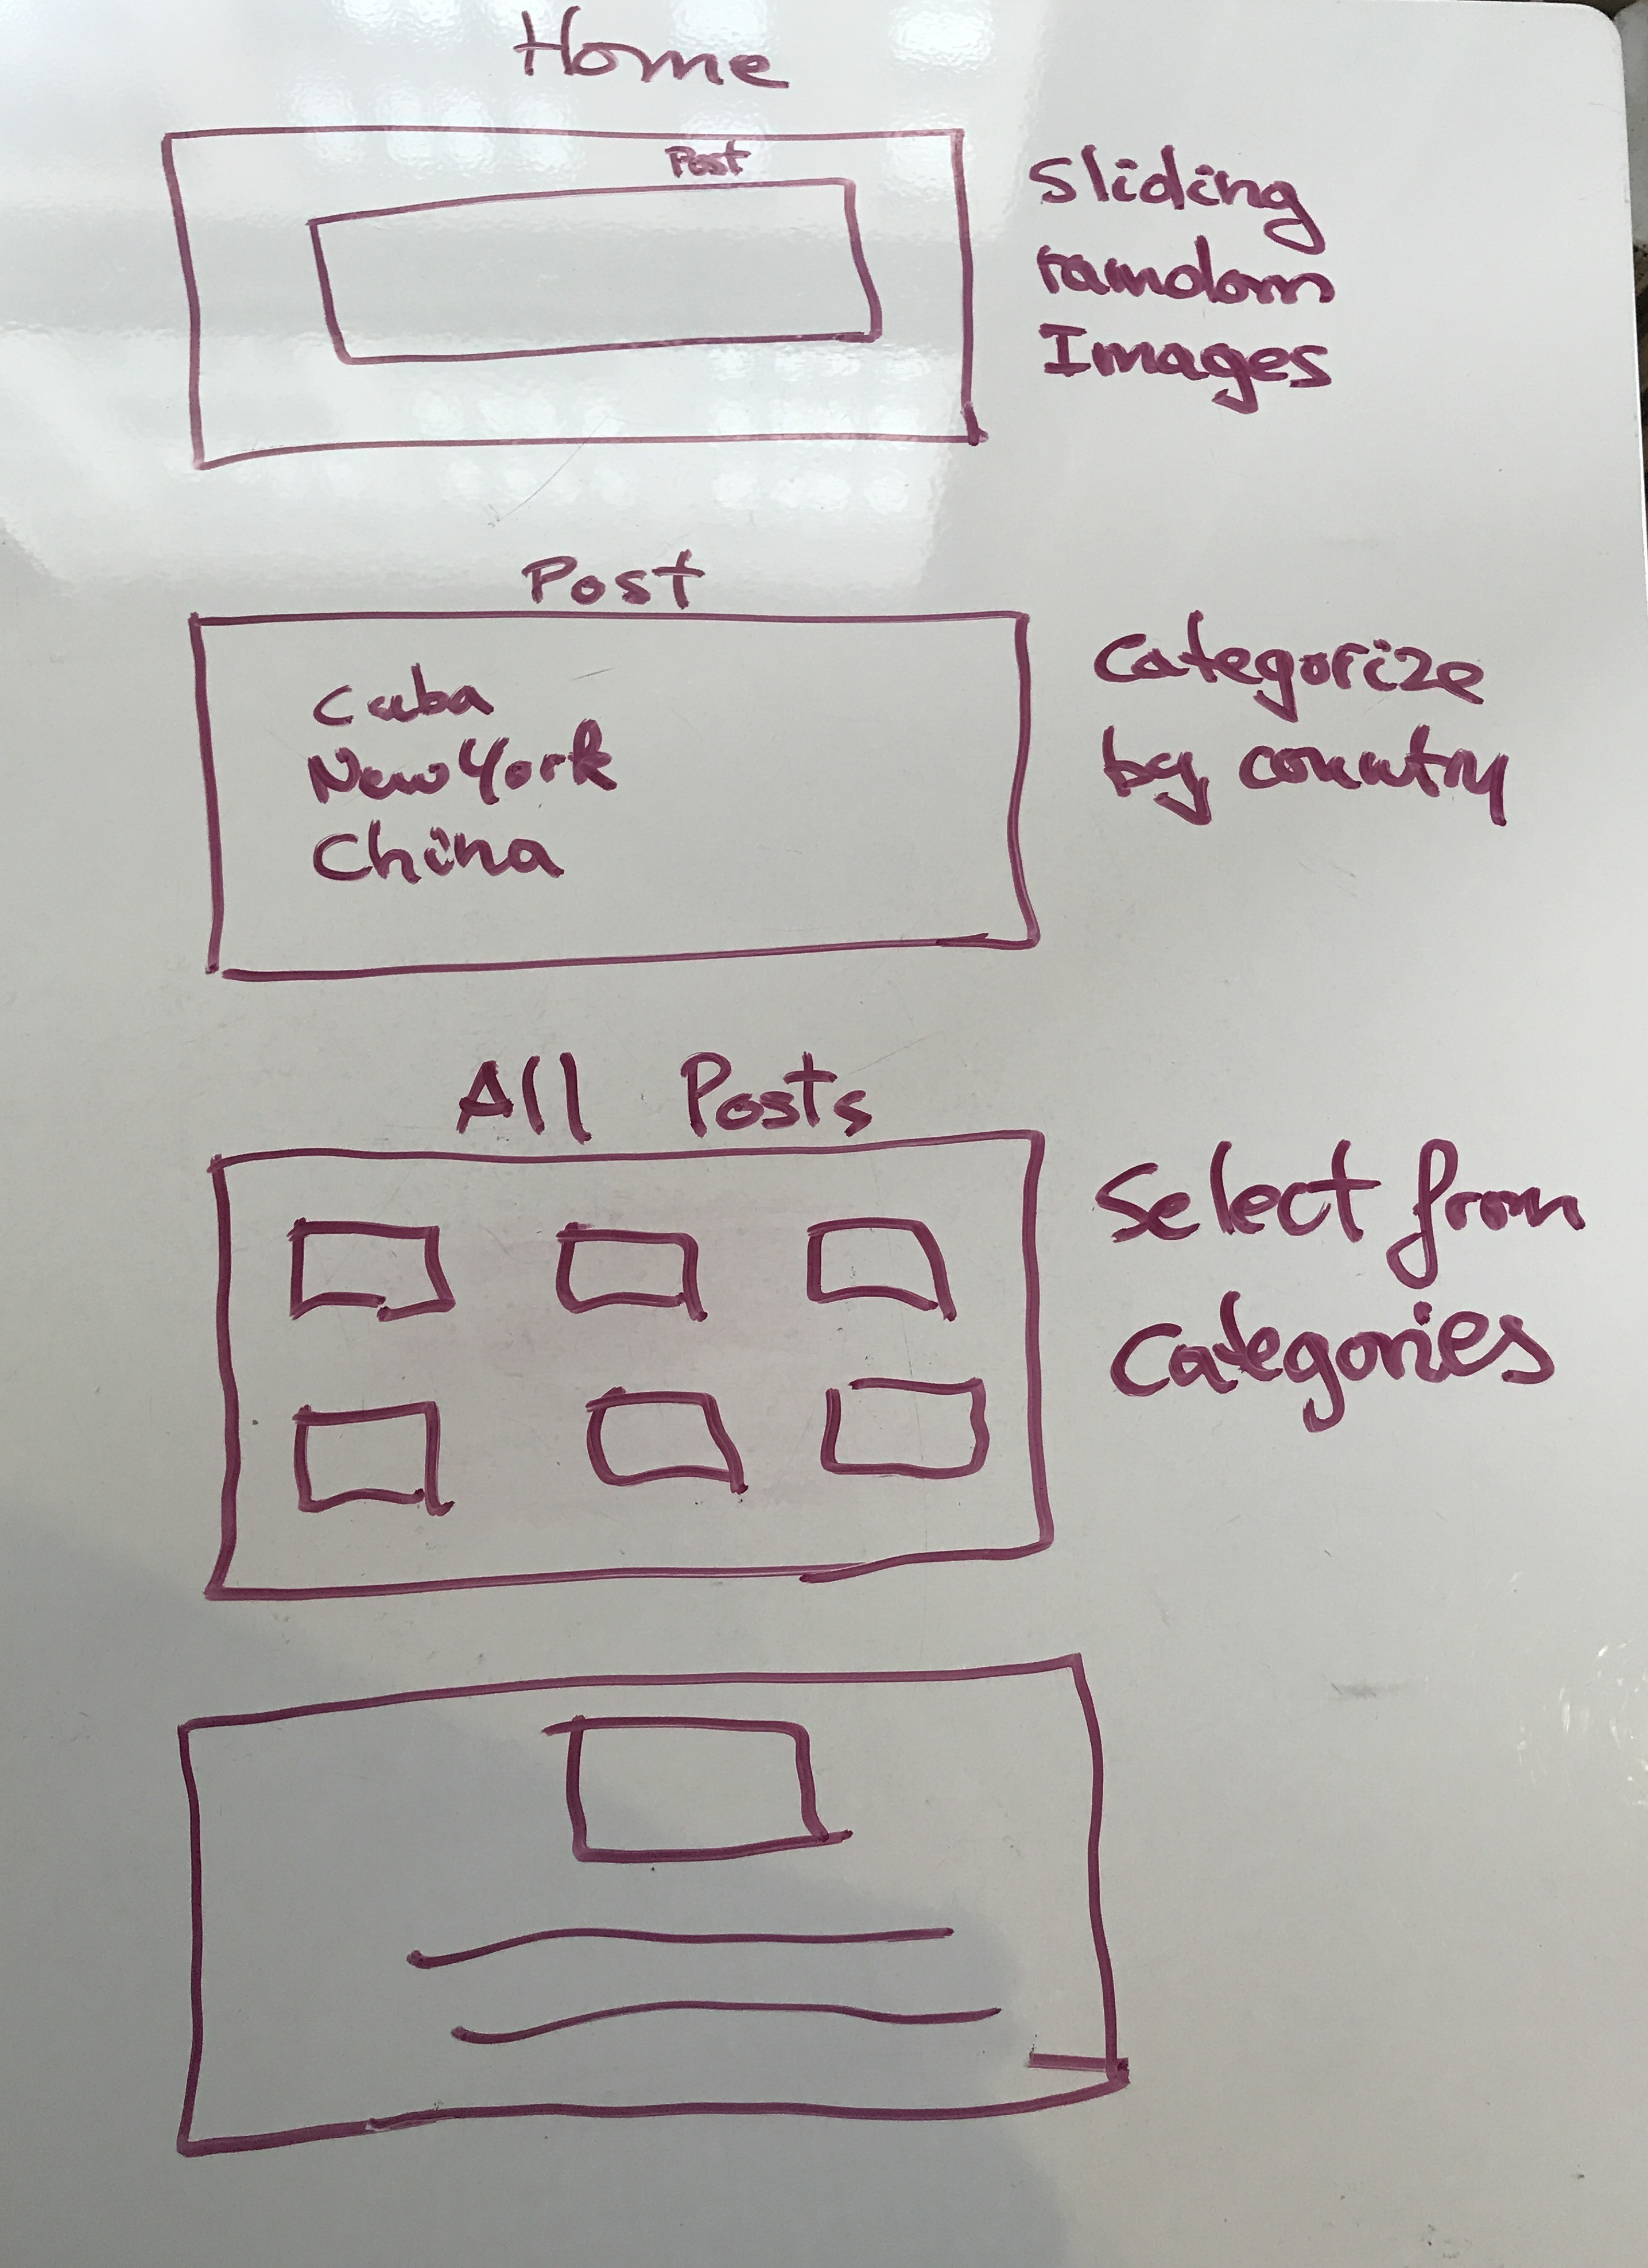 Home
Post
Sliding
random
Images
Post
Cuba
New York
China
Categorize
by country
All Posts
Select from
Categories